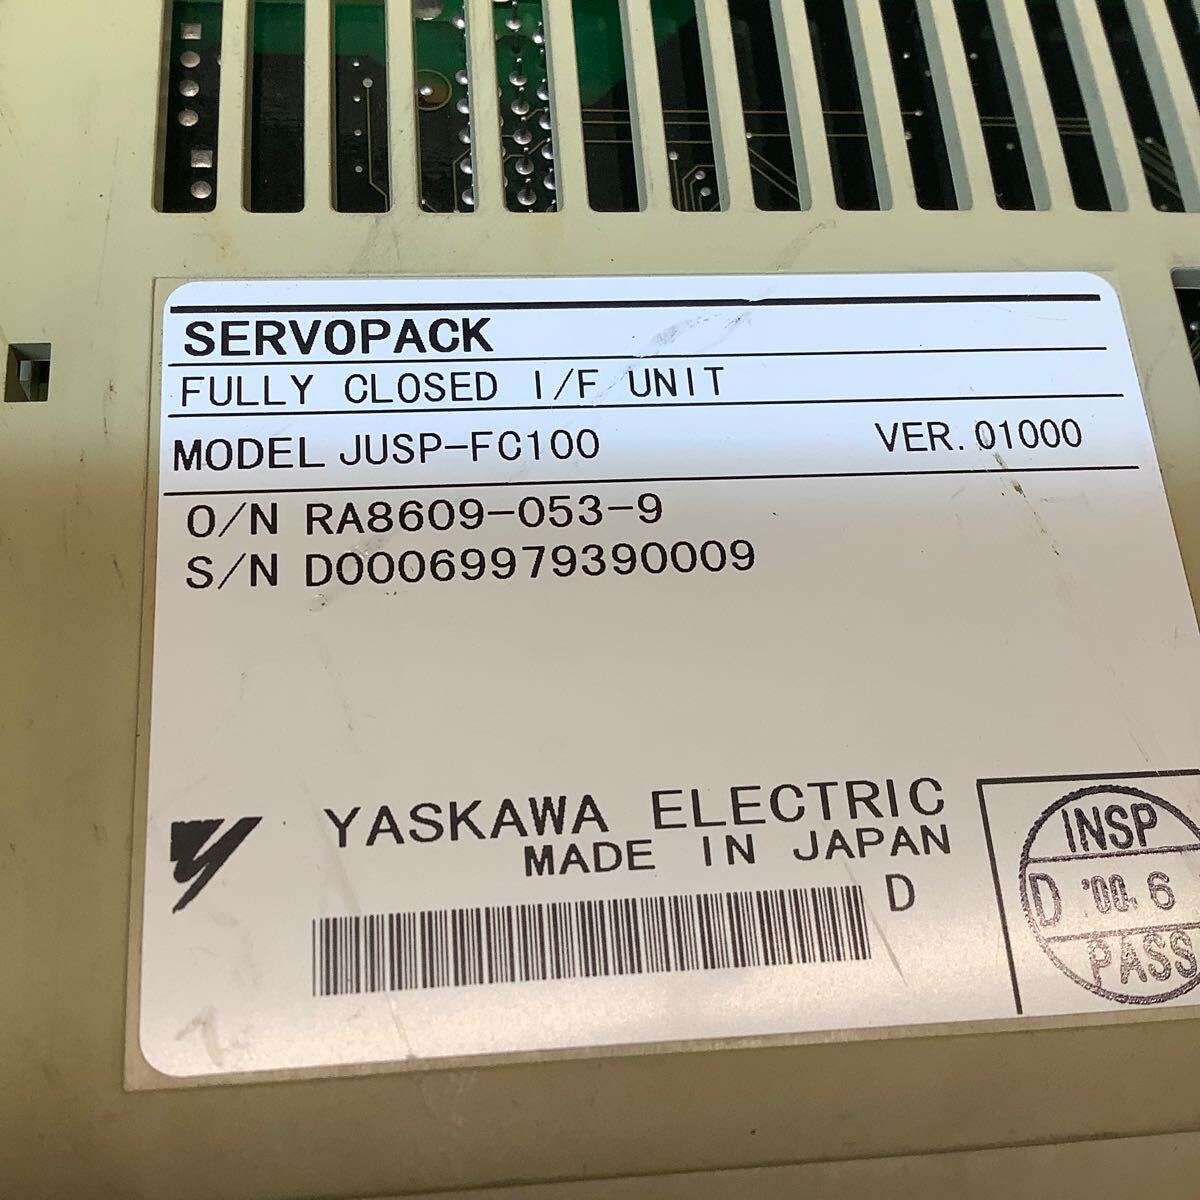 SERVOPACK
FULLY CLOSED I/F UNIT
MODEL JUSP-FC100 VER. 01000
O/N RA8609-053-9
S/N D00069979390009
YASKAWA ELECTRIC
MADE IN JAPAN
D
INSP
D '00. 6
PASS